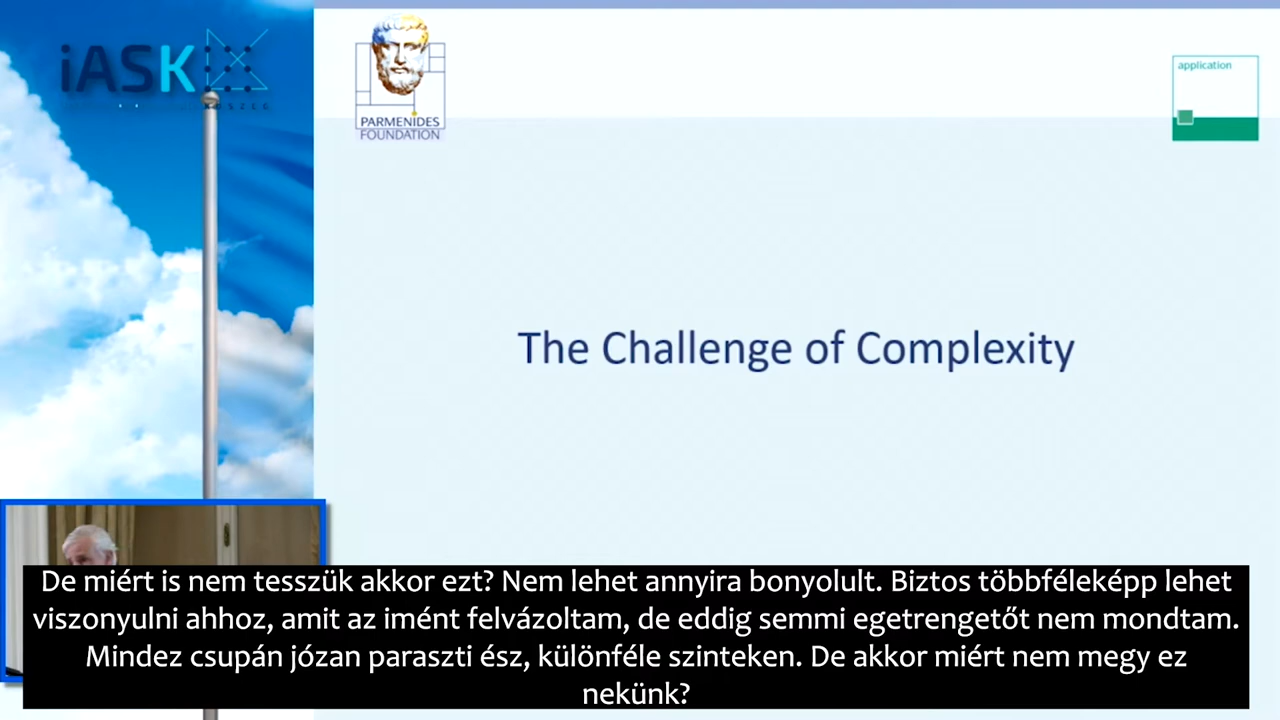 iASK
KŐSZEG
PARMENIDES
FOUNDATION
application
The Challenge of Complexity
De miért is nem tesszük akkor ezt? Nem lehet annyira bonyolult. Biztos többféleképp lehet
viszonyulni ahhoz, amit az imént felvázoltam, de eddig semmi egetrengetőt nem mondtam.
Mindez csupán józan paraszti ész, különféle szinteken. De akkor miért nem megy ez
nekünk?